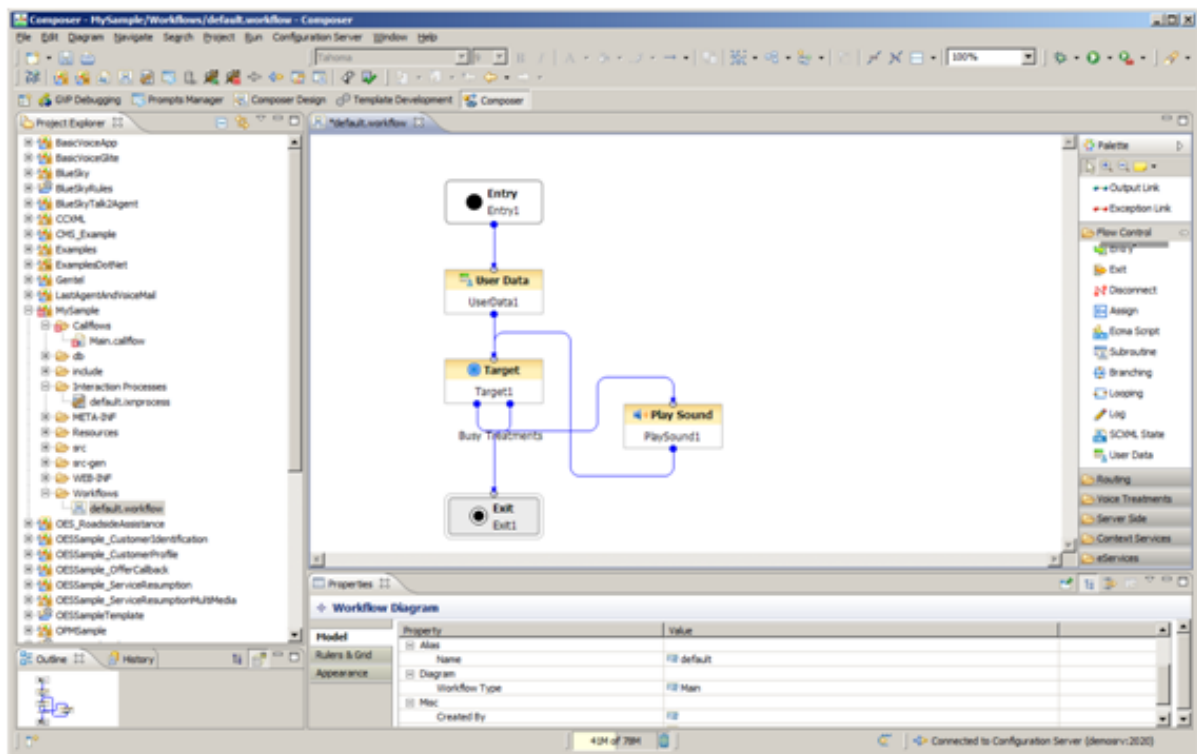 Composer - MySample/Workflows/default.workflow - Composer
File Edit Diagram Navigate Search Project Run Configuration Server Window Help
Tahoma 9 B I A 100%
GVP Debugging Prompts Manager Composer Design Template Development Composer
Project Explorer
BasicVoiceApp
BasicVoiceGlite
BlueSky
BlueSkyRules
BlueSkyTalk2Agent
CCXML
CMS_Example
Examples
ExamplesDotNet
Gentel
LastAgentAndVoiceMail
MySample
Callflows
Main.callflow
db
include
Interaction Processes
default.ixnprocess
META-INF
Resources
src
src-gen
WEB-INF
Workflows
default.workflow
OES_RoadsideAssistance
OESSample_CustomerIdentification
OESSample_CustomerProfile
OESSample_OfferCallback
OESSample_ServiceResumption
OESSample_ServiceResumptionMultiMedia
OESSampleTemplate
OPMSample
Outline History
*default.workflow
Entry
Entry1
User Data
UserData1
Target
Target1
Busy Treatments
Play Sound
PlaySound1
Exit
Exit1
Palette
Output Link
Exception Link
Flow Control
Entry
Exit
Disconnect
Assign
Ecma Script
Subroutine
Branching
Looping
Log
SCXML State
User Data
Routing
Voice Treatments
Server Side
Context Services
eServices
Properties
Workflow Diagram
Model
Rulers & Grid
Appearance
Property Value
Alias
Name default
Diagram
Workflow Type Main
Misc
Created By
41M of 78M
Connected to Configuration Server (demosrv:2020)